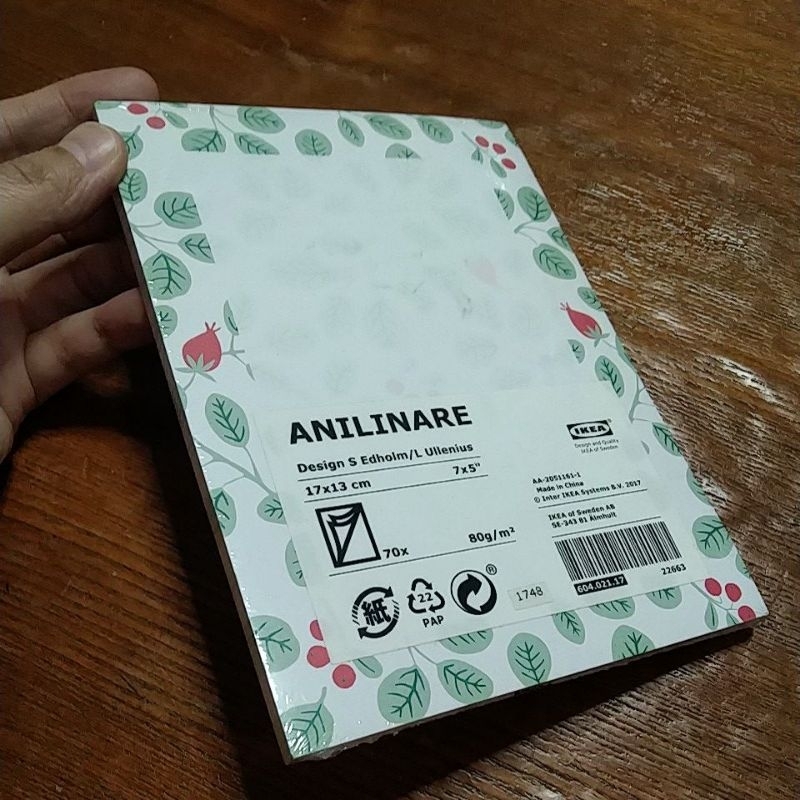 ANILINARE
Design S Edholm/L Ullenius
17x13 cm 7x5"
70x 80g/m²
紙
22
PAP
®
1748
IKEA
Design and Quality
IKEA of Sweden
AA-2051161-1
Made in China
© Inter IKEA Systems B.V. 2017
IKEA of Sweden AB
SE-343 81 Älmhult
604.021.17
22663